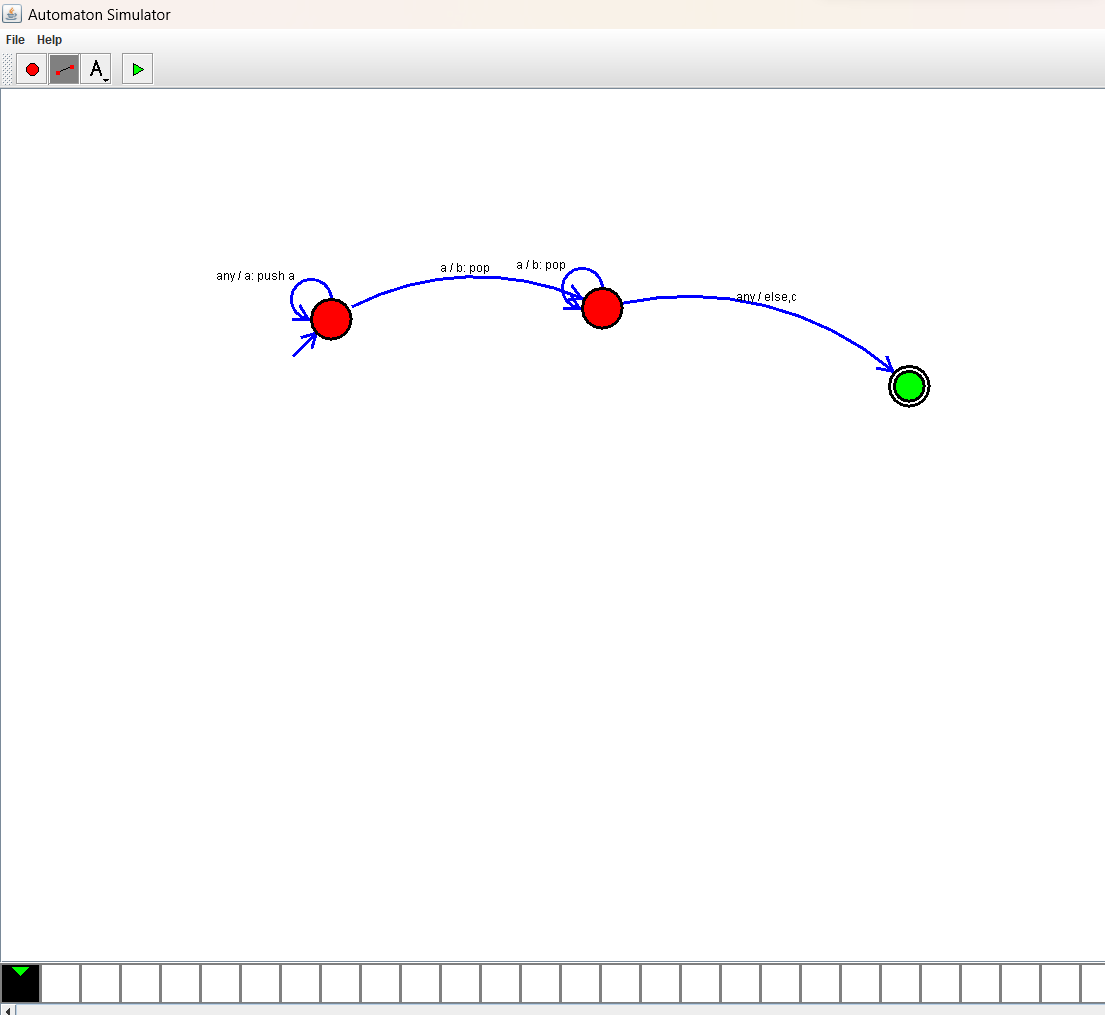 Automaton Simulator
File Help
A
any / a: push a
a / b: pop
a / b: pop
any / else,c